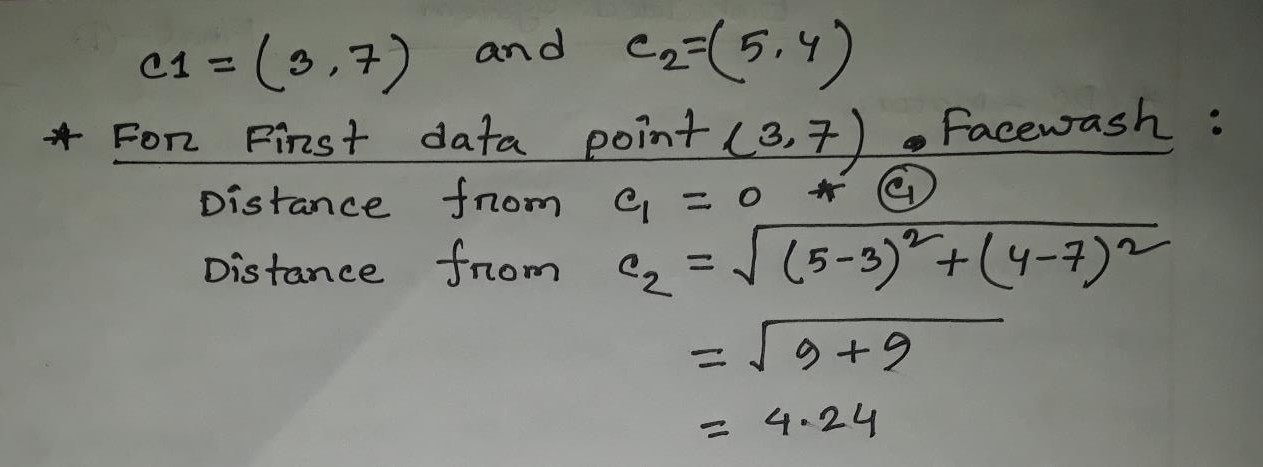 C1 = (3,7) and C₂=(5,4)
* For First data point (3,7) • Facewash :
Distance from C₁ = 0 * C₁
Distance from C₂ = √(5-3)² + (4-7)²
= √9+9
= 4.24